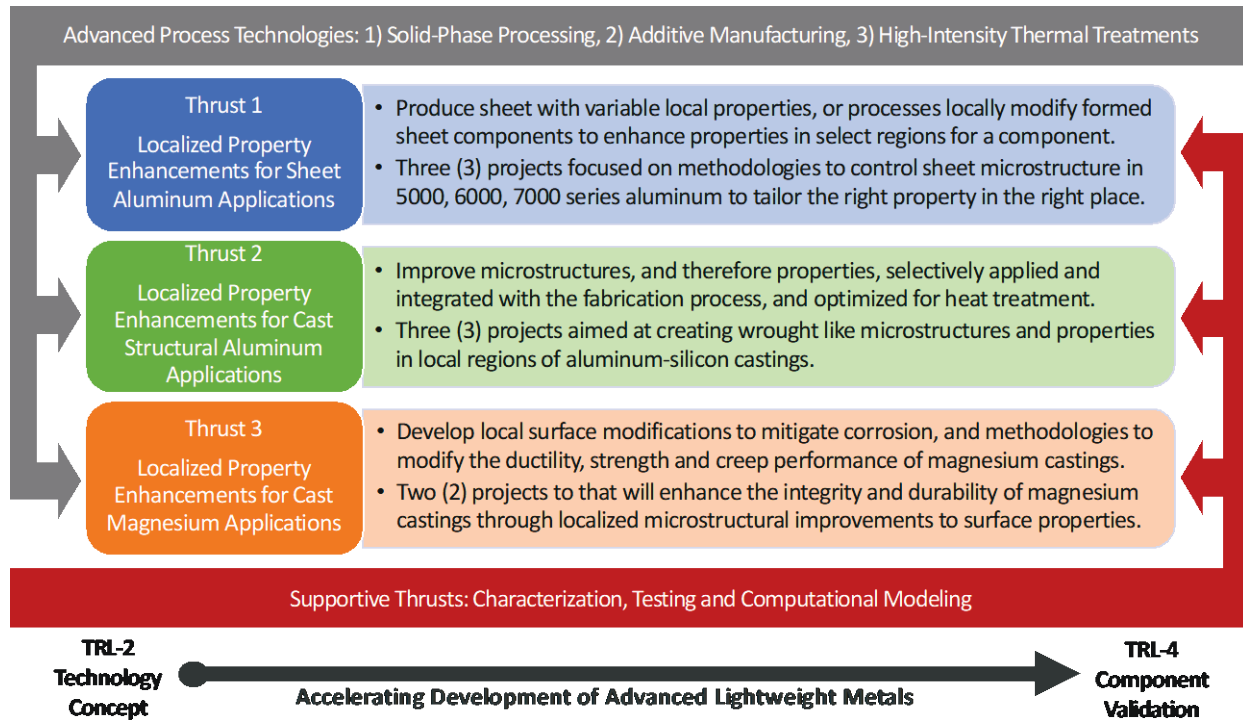 Advanced Process Technologies: 1) Solid-Phase Processing, 2) Additive Manufacturing, 3) High-Intensity Thermal Treatments
Thrust 1
Localized Property
Enhancements for Sheet
Aluminum Applications
• Produce sheet with variable local properties, or processes locally modify formed
sheet components to enhance properties in select regions for a component.
• Three (3) projects focused on methodologies to control sheet microstructure in
5000, 6000, 7000 series aluminum to tailor the right property in the right place.
Thrust 2
Localized Property
Enhancements for Cast
Structural Aluminum
Applications
• Improve microstructures, and therefore properties, selectively applied and
integrated with the fabrication process, and optimized for heat treatment.
• Three (3) projects aimed at creating wrought like microstructures and properties
in local regions of aluminum-silicon castings.
Thrust 3
Localized Property
Enhancements for Cast
Magnesium Applications
• Develop local surface modifications to mitigate corrosion, and methodologies to
modify the ductility, strength and creep performance of magnesium castings.
• Two (2) projects to that will enhance the integrity and durability of magnesium
castings through localized microstructural improvements to surface properties.
Supportive Thrusts: Characterization, Testing and Computational Modeling
TRL-2
Technology
Concept
Accelerating Development of Advanced Lightweight Metals
TRL-4
Component
Validation